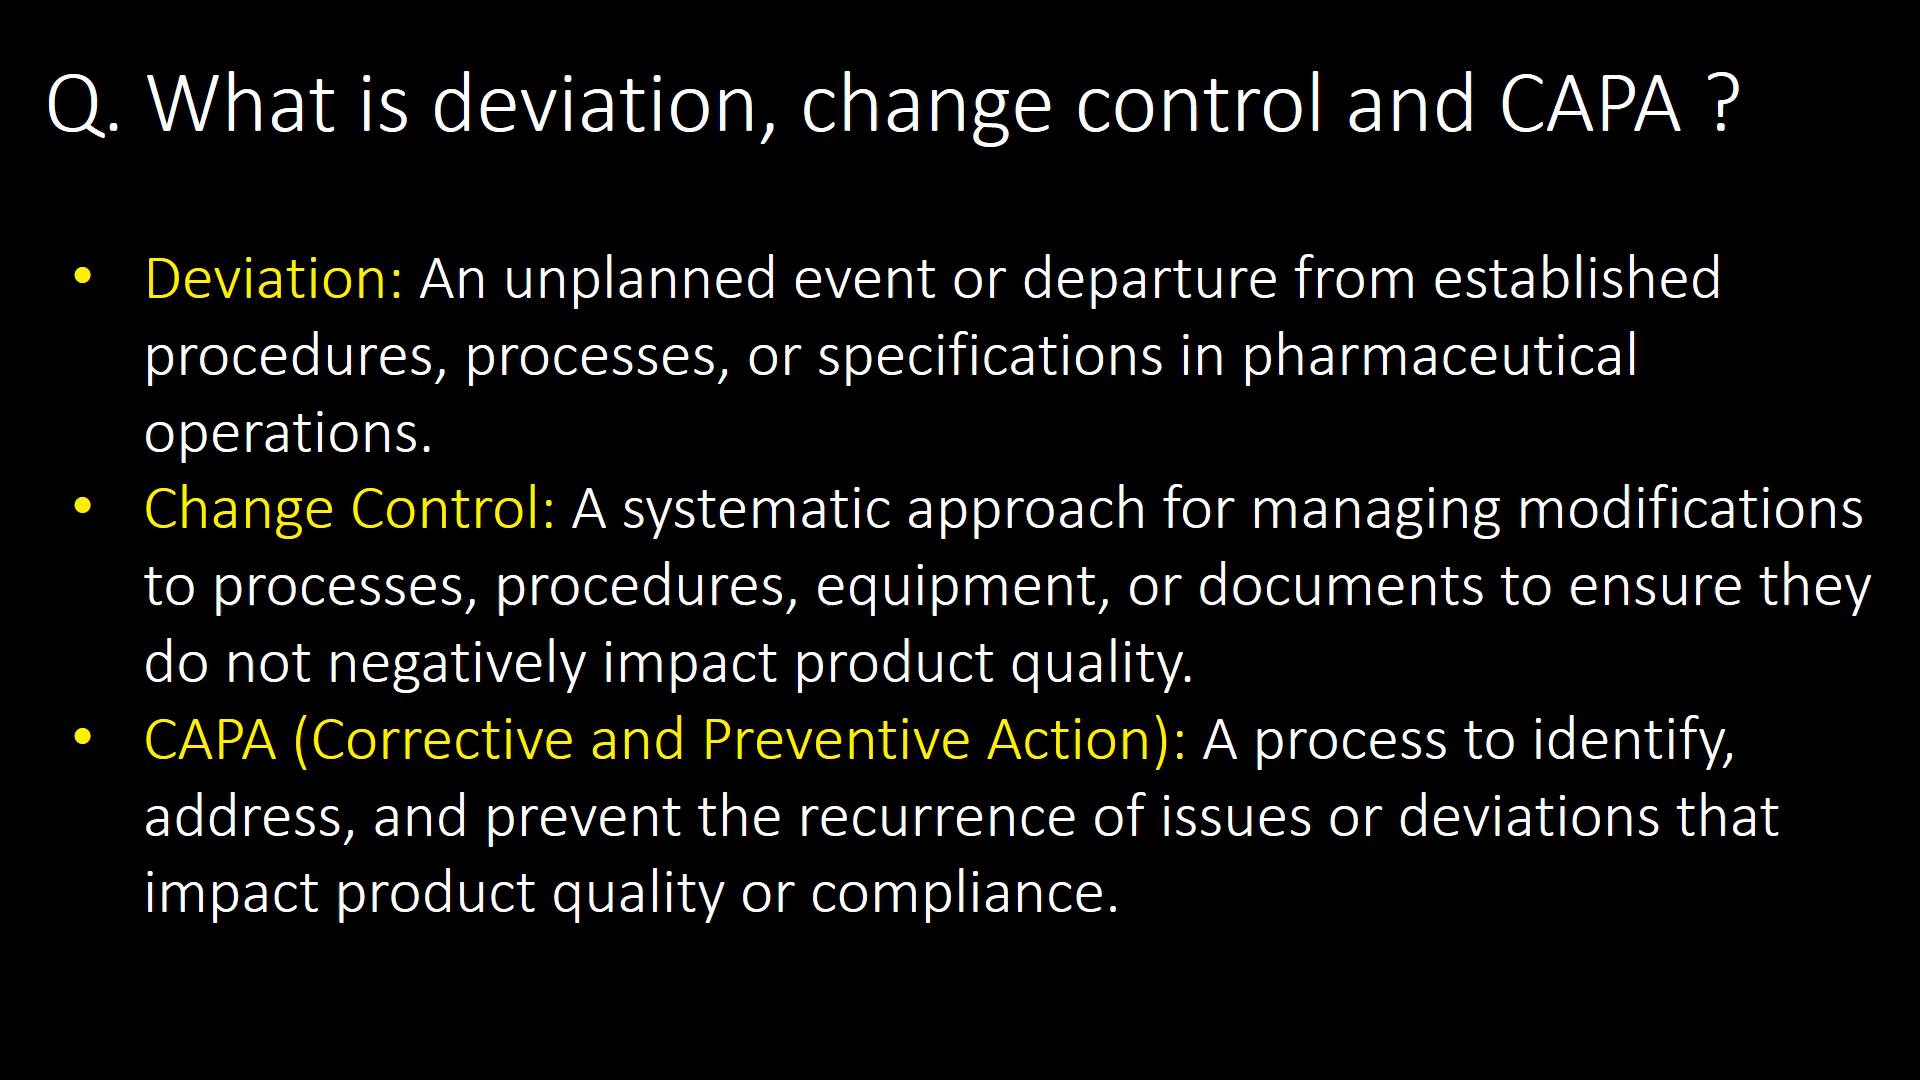 Q. What is deviation, change control and CAPA ?
• Deviation: An unplanned event or departure from established
procedures, processes, or specifications in pharmaceutical
operations.
• Change Control: A systematic approach for managing modifications
to processes, procedures, equipment, or documents to ensure they
do not negatively impact product quality.
• CAPA (Corrective and Preventive Action): A process to identify,
address, and prevent the recurrence of issues or deviations that
impact product quality or compliance.